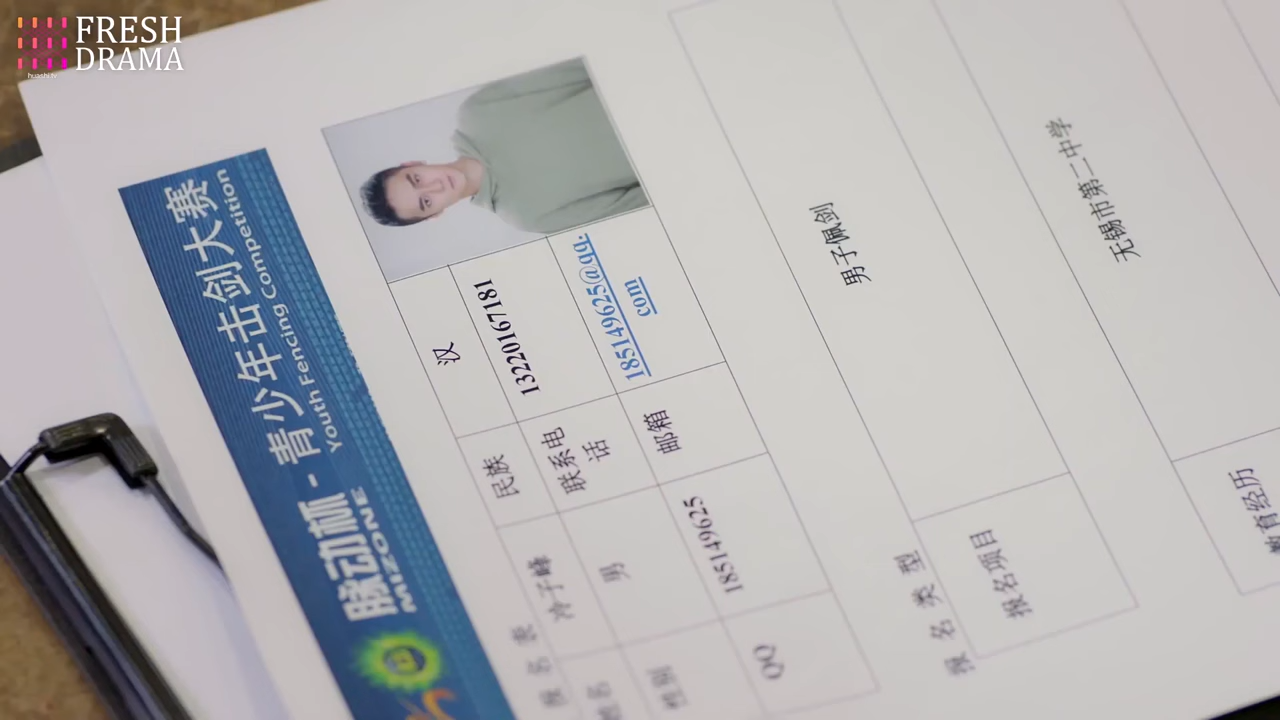 FRESH
DRAMA
huashi.tv
脉动杯 - 青少年击剑大赛
MIZONE
Youth Fencing Competition
报 名 表
姓名
冷子峰
民族
汉
性别
男
联系电
话
13220167181
QQ
185149625
邮箱
185149625@qq.
com
报 名 类 型
报名项目
男子佩剑
教育经历
无锡市第二中学